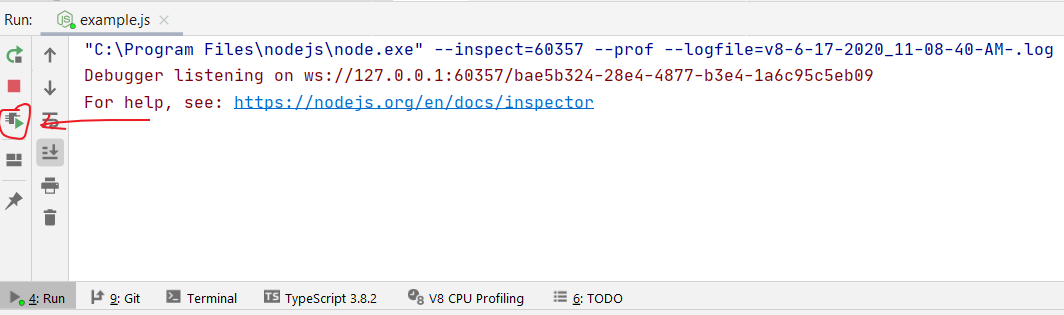 Run: example.js
"C:\Program Files\nodejs\node.exe" --inspect=60357 --prof --logfile=v8-6-17-2020_11-08-40-AM-.log
Debugger listening on ws://127.0.0.1:60357/bae5b324-28e4-4877-b3e4-1a6c95c5eb09
For help, see: https://nodejs.org/en/docs/inspector
4: Run 9: Git Terminal TS TypeScript 3.8.2 8 V8 CPU Profiling 6: TODO